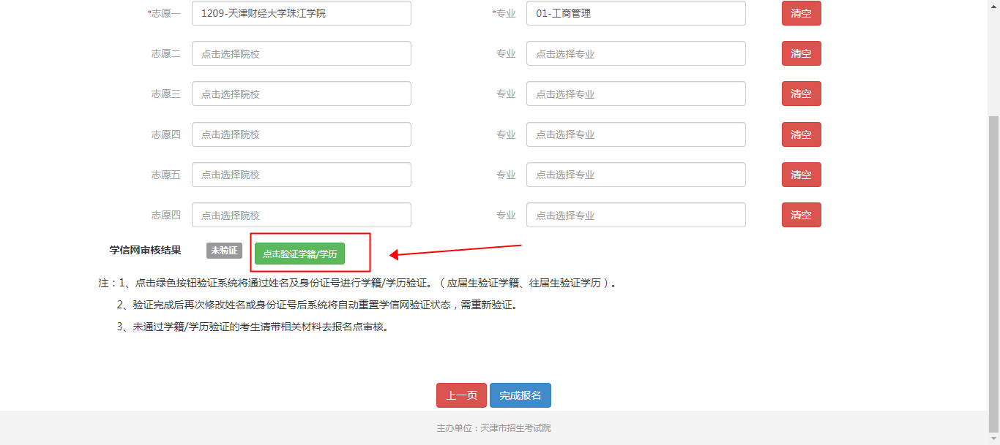 *志愿一 1209-天津财经大学珠江学院 *专业 01-工商管理 清空
志愿二 点击选择院校 专业 点击选择专业 清空
志愿三 点击选择院校 专业 点击选择专业 清空
志愿四 点击选择院校 专业 点击选择专业 清空
志愿五 点击选择院校 专业 点击选择专业 清空
志愿四 点击选择院校 专业 点击选择专业 清空
学信网审核结果 未验证 点击验证学籍/学历
注：1、点击绿色按钮验证系统将通过姓名及身份证号进行学籍/学历验证。（应届生验证学籍、往届生验证学历）。
2、验证完成后再次修改姓名或身份证号后系统将自动重置学信网验证状态，需重新验证。
3、未通过学籍/学历验证的考生请带相关材料去报名点审核。
上一页 完成报名
主办单位：天津市招生考试院